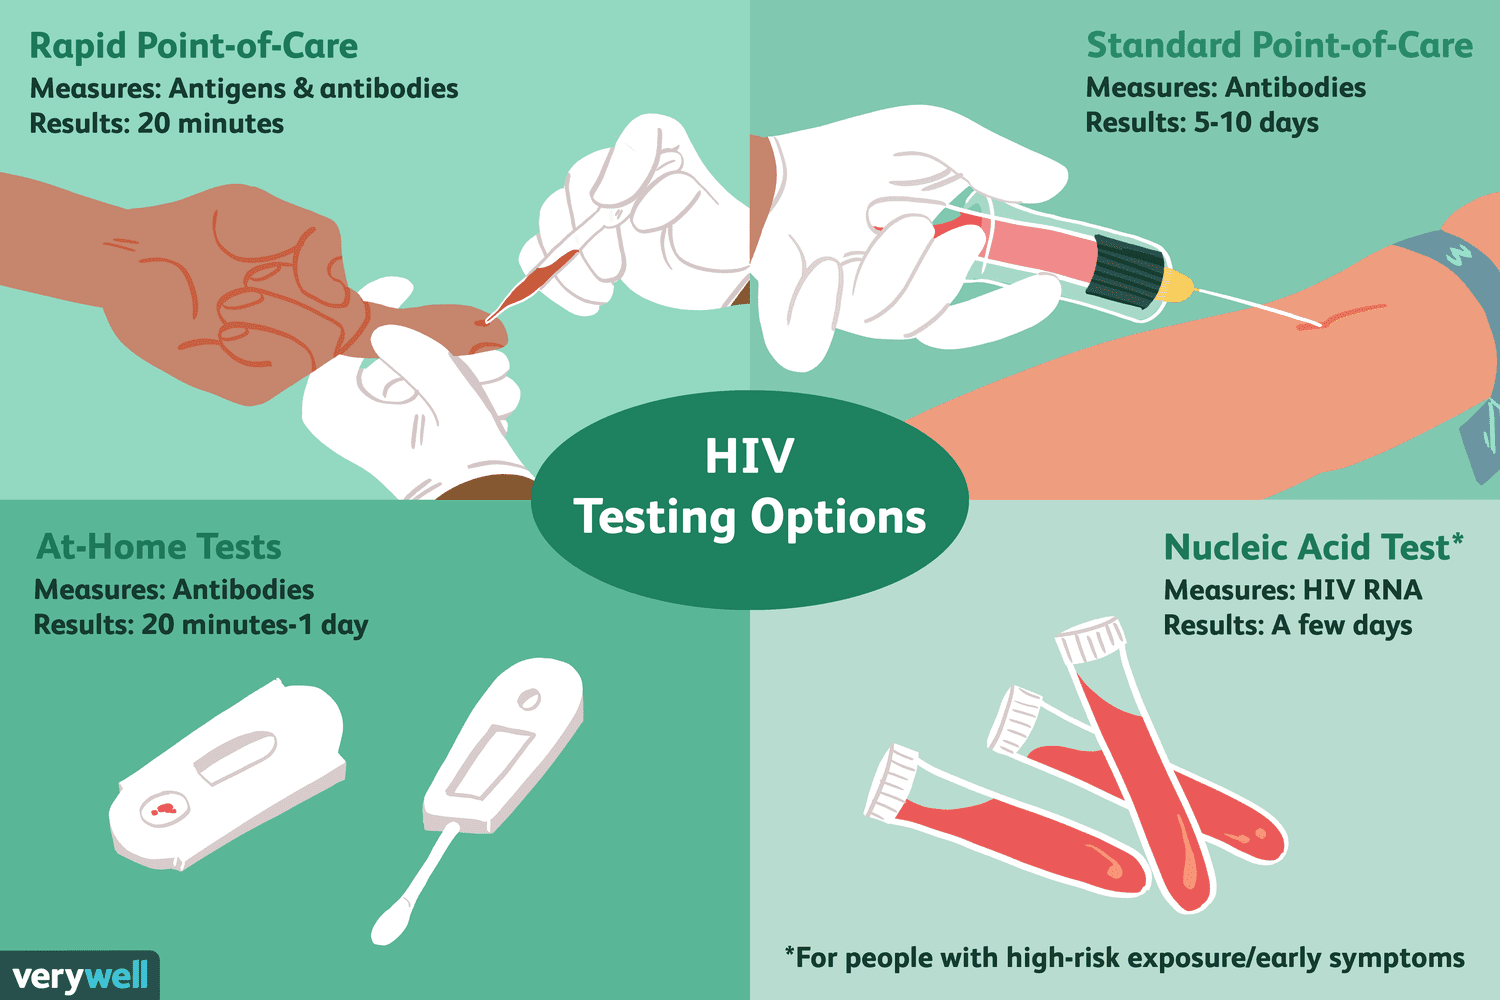 Rapid Point-of-Care
Measures: Antigens & antibodies
Results: 20 minutes
Standard Point-of-Care
Measures: Antibodies
Results: 5-10 days
HIV
Testing Options
At-Home Tests
Measures: Antibodies
Results: 20 minutes-1 day
Nucleic Acid Test*
Measures: HIV RNA
Results: A few days
*For people with high-risk exposure/early symptoms
verywell